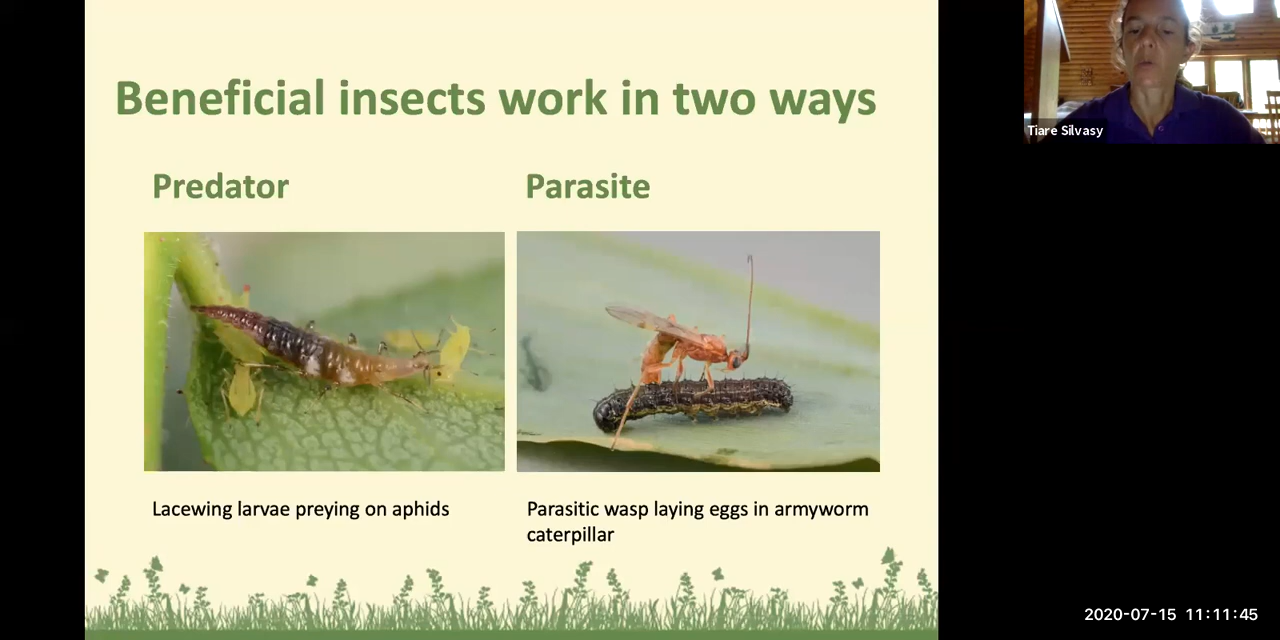 Beneficial insects work in two ways
Predator
Parasite
Lacewing larvae preying on aphids
Parasitic wasp laying eggs in armyworm
caterpillar
Tiare Silvasy
2020-07-15 11:11:45